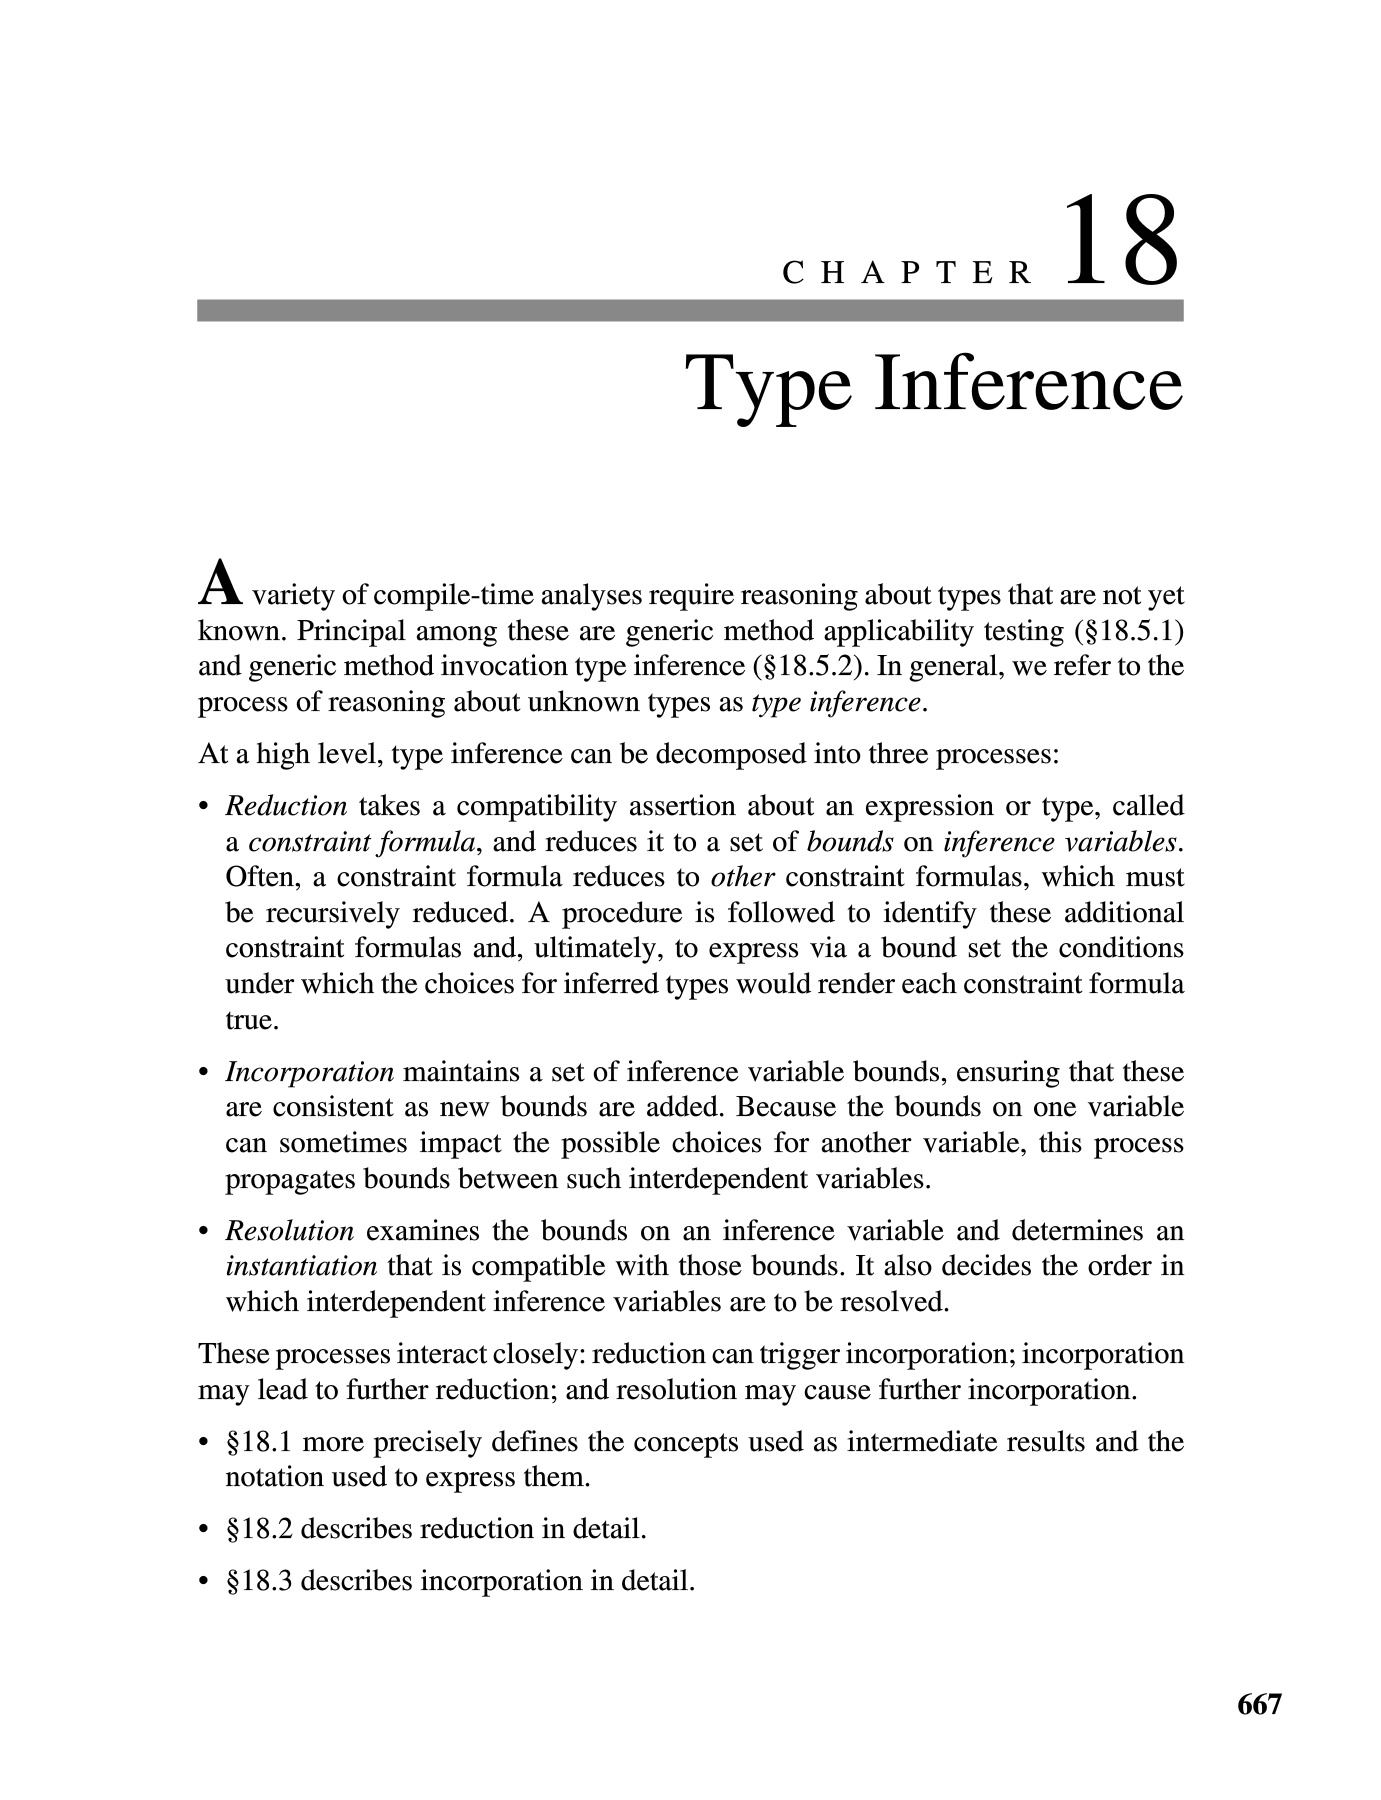 CHAPTER 18
Type Inference
A variety of compile-time analyses require reasoning about types that are not yet
known. Principal among these are generic method applicability testing (§18.5.1)
and generic method invocation type inference (§18.5.2). In general, we refer to the
process of reasoning about unknown types as type inference.
At a high level, type inference can be decomposed into three processes:
• Reduction takes a compatibility assertion about an expression or type, called
a constraint formula, and reduces it to a set of bounds on inference variables.
Often, a constraint formula reduces to other constraint formulas, which must
be recursively reduced. A procedure is followed to identify these additional
constraint formulas and, ultimately, to express via a bound set the conditions
under which the choices for inferred types would render each constraint formula
true.
• Incorporation maintains a set of inference variable bounds, ensuring that these
are consistent as new bounds are added. Because the bounds on one variable
can sometimes impact the possible choices for another variable, this process
propagates bounds between such interdependent variables.
• Resolution examines the bounds on an inference variable and determines an
instantiation that is compatible with those bounds. It also decides the order in
which interdependent inference variables are to be resolved.
These processes interact closely: reduction can trigger incorporation; incorporation
may lead to further reduction; and resolution may cause further incorporation.
• §18.1 more precisely defines the concepts used as intermediate results and the
notation used to express them.
• §18.2 describes reduction in detail.
• §18.3 describes incorporation in detail.
667